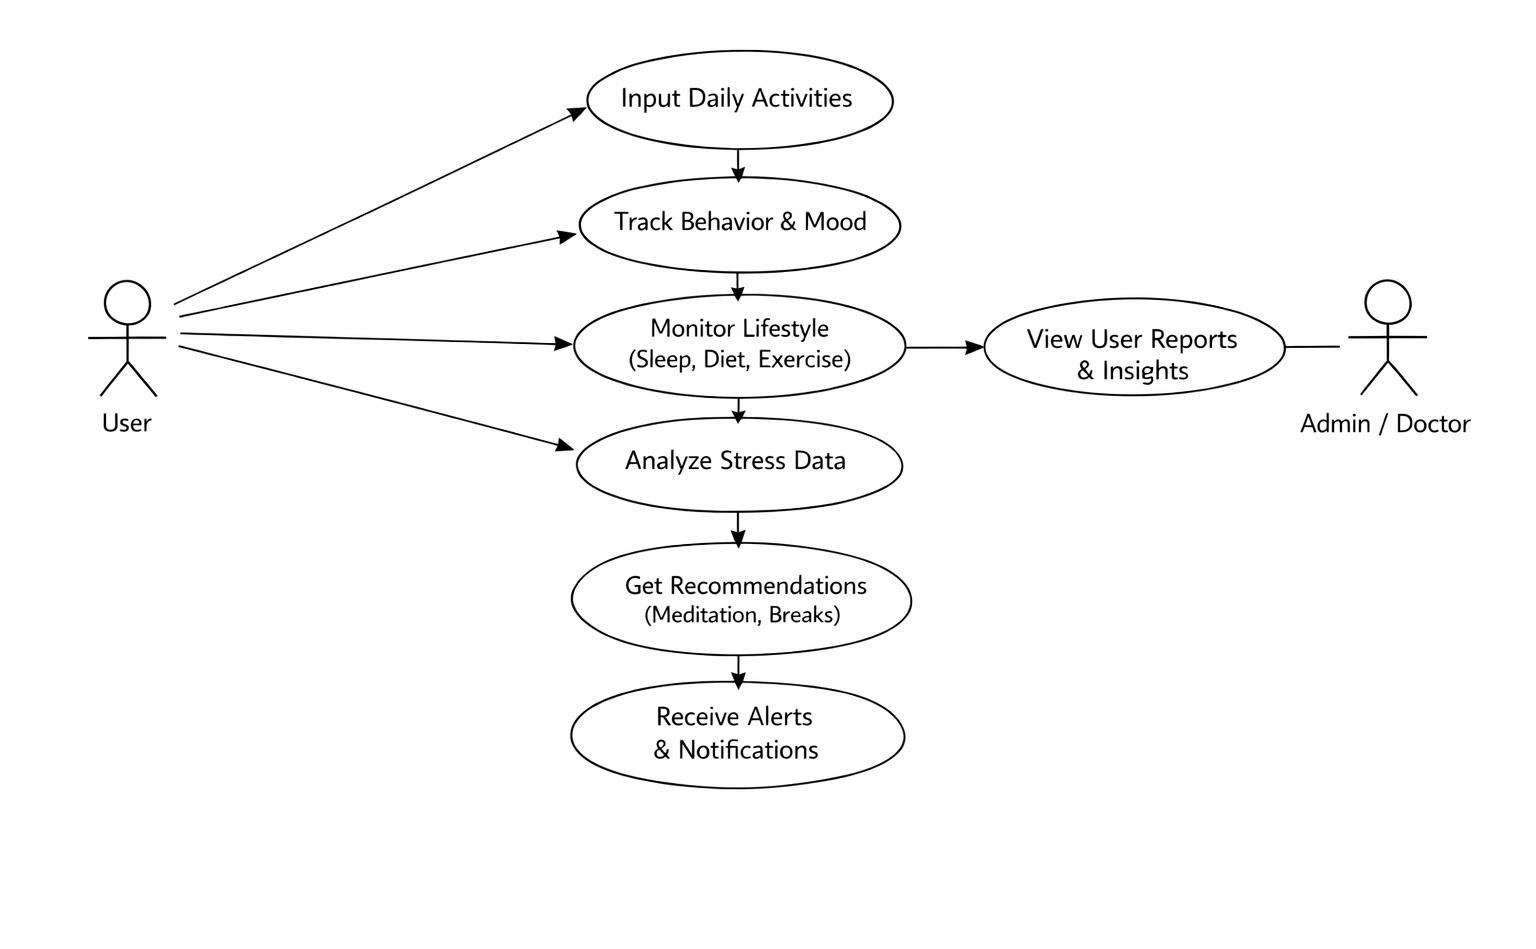 Input Daily Activities
Track Behavior & Mood
Monitor Lifestyle
(Sleep, Diet, Exercise)
View User Reports
& Insights
User
Admin / Doctor
Analyze Stress Data
Get Recommendations
(Meditation, Breaks)
Receive Alerts
& Notifications